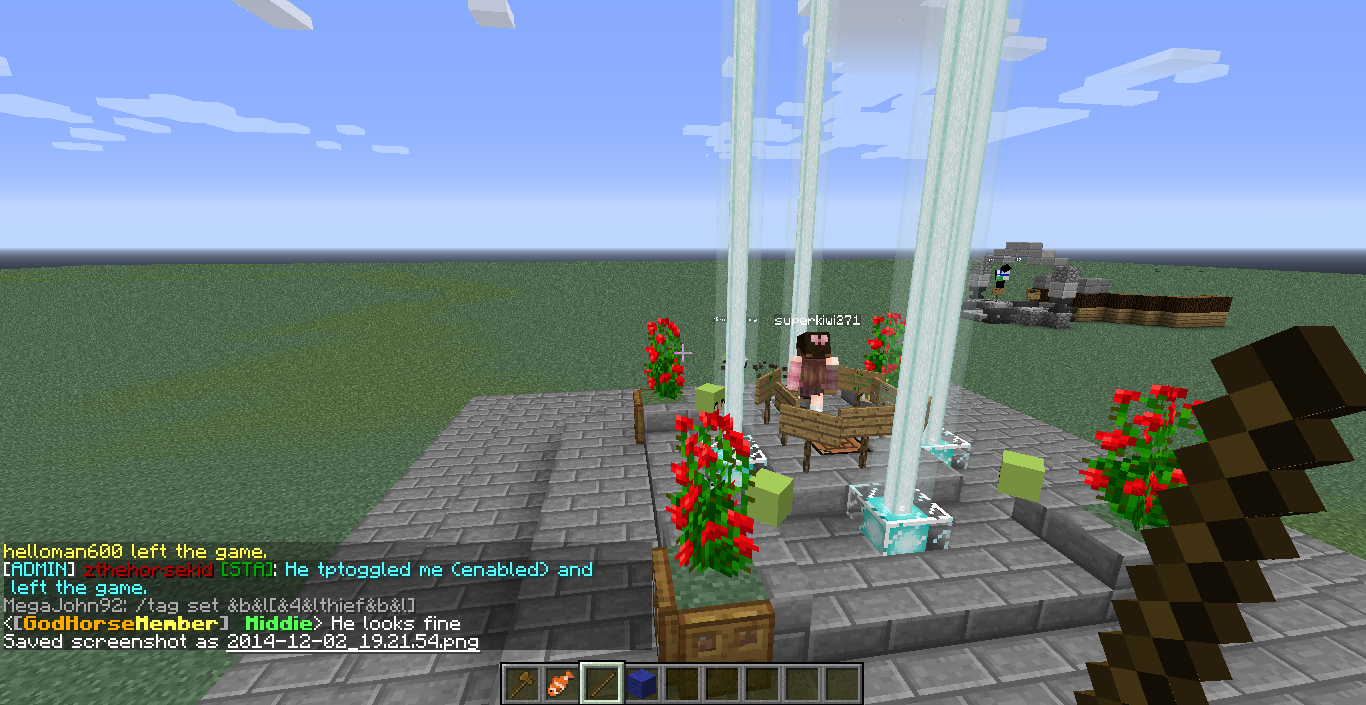 superkiwi271
helloman600 left the game.
[ADMIN] zthehorsekid [STA]: He tptoggled me (enabled) and
left the game.
MegaJohn92: /tag set &b&l[&4&lthief&b&l]
<[GodHorseMember] Middie> He looks fine
Saved screenshot as 2014-12-02_19.21.54.png